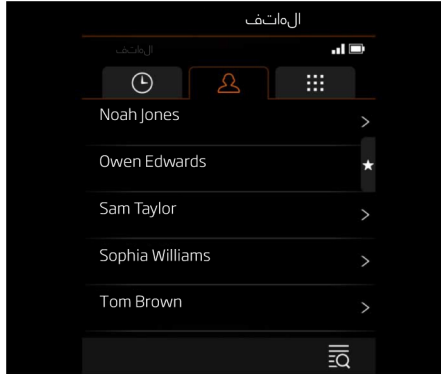 الهاتف
الهاتف
Noah Jones
Owen Edwards
Sam Taylor
Sophia Williams
Tom Brown